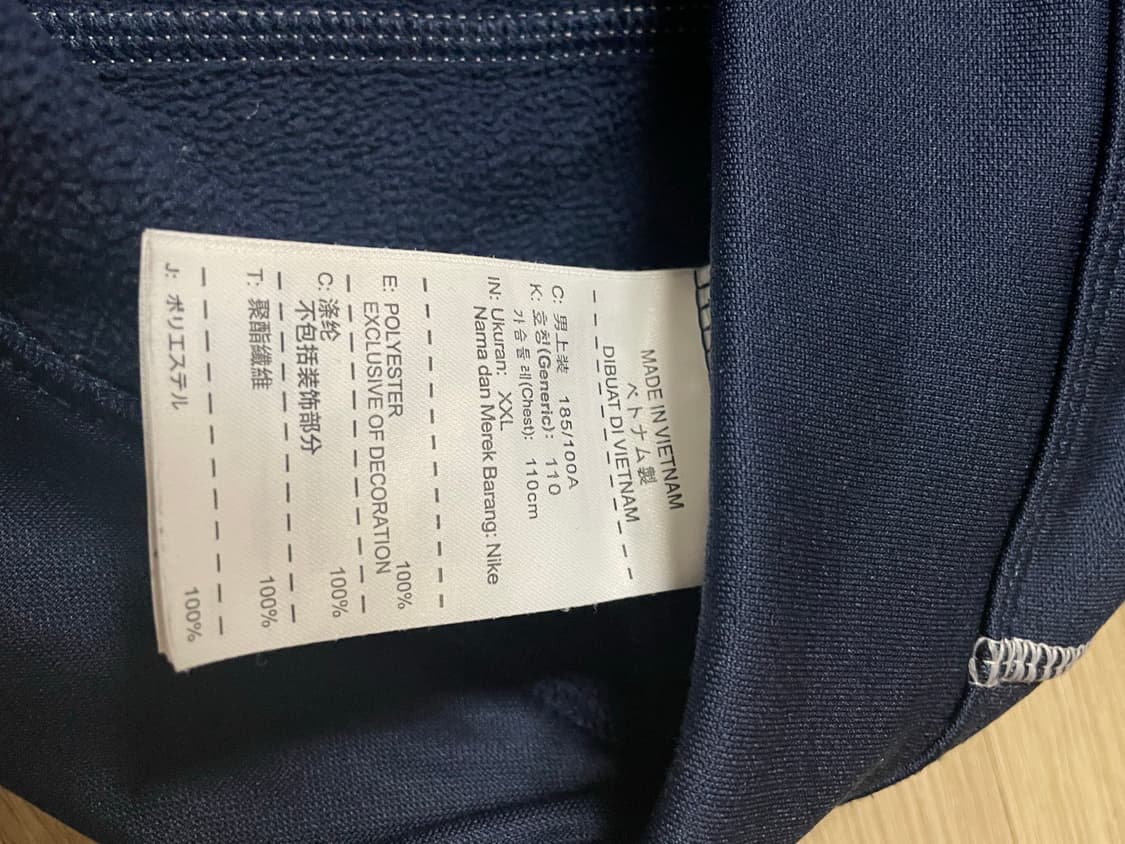 MADE IN VIETNAM
ベトナム製
DIBUAT DI VIETNAM
C: 男上装 185/100A
K: 호칭(Generic): 110
가슴둘레(Chest): 110cm
IN: Ukuran: XXL
Nama dan Merek Barang: Nike
E: POLYESTER 100%
EXCLUSIVE OF DECORATION
C: 涤纶 100%
不包括装饰部分
T: 聚酯纖維 100%
J: ポリエステル 100%